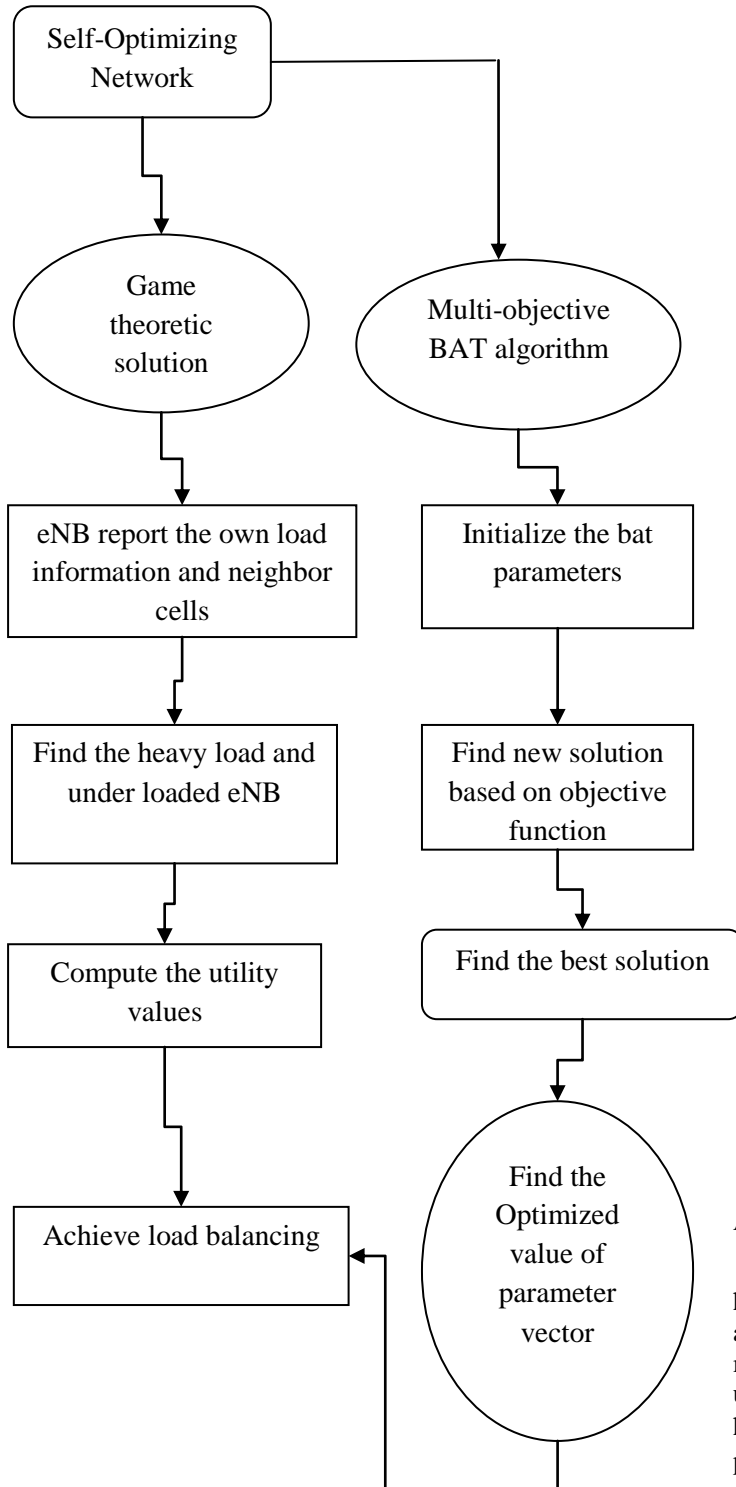 Self-Optimizing
Network
Game
theoretic
solution
Multi-objective
BAT algorithm
eNB report the own load
information and neighbor
cells
Initialize the bat
parameters
Find the heavy load and
under loaded eNB
Find new solution
based on objective
function
Compute the utility
values
Find the best solution
Achieve load balancing
Find the
Optimized
value of
parameter
vector